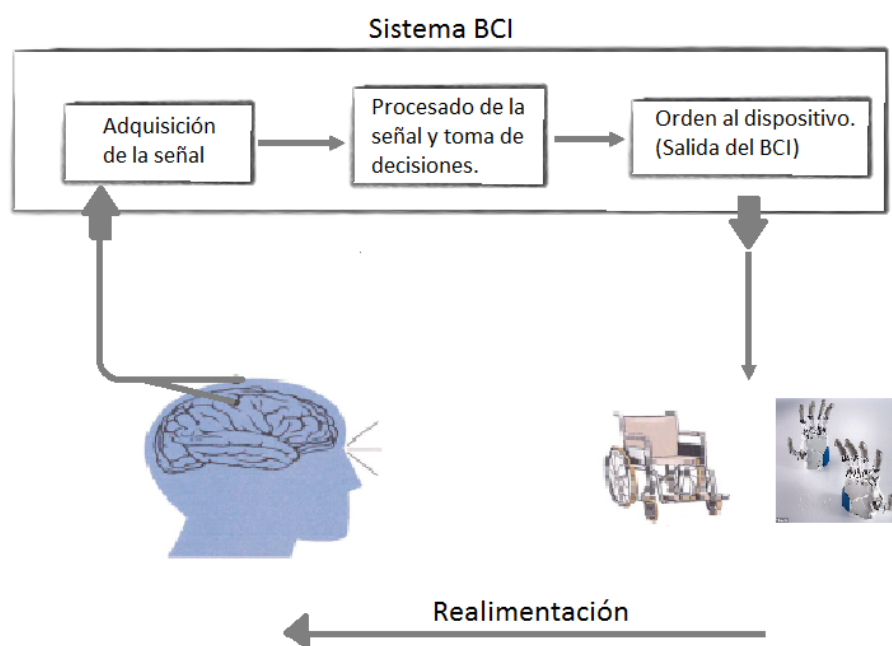 Sistema BCI
Adquisición
de la señal
Procesado de la
señal y toma de
decisiones.
Orden al dispositivo.
(Salida del BCI)
Realimentación